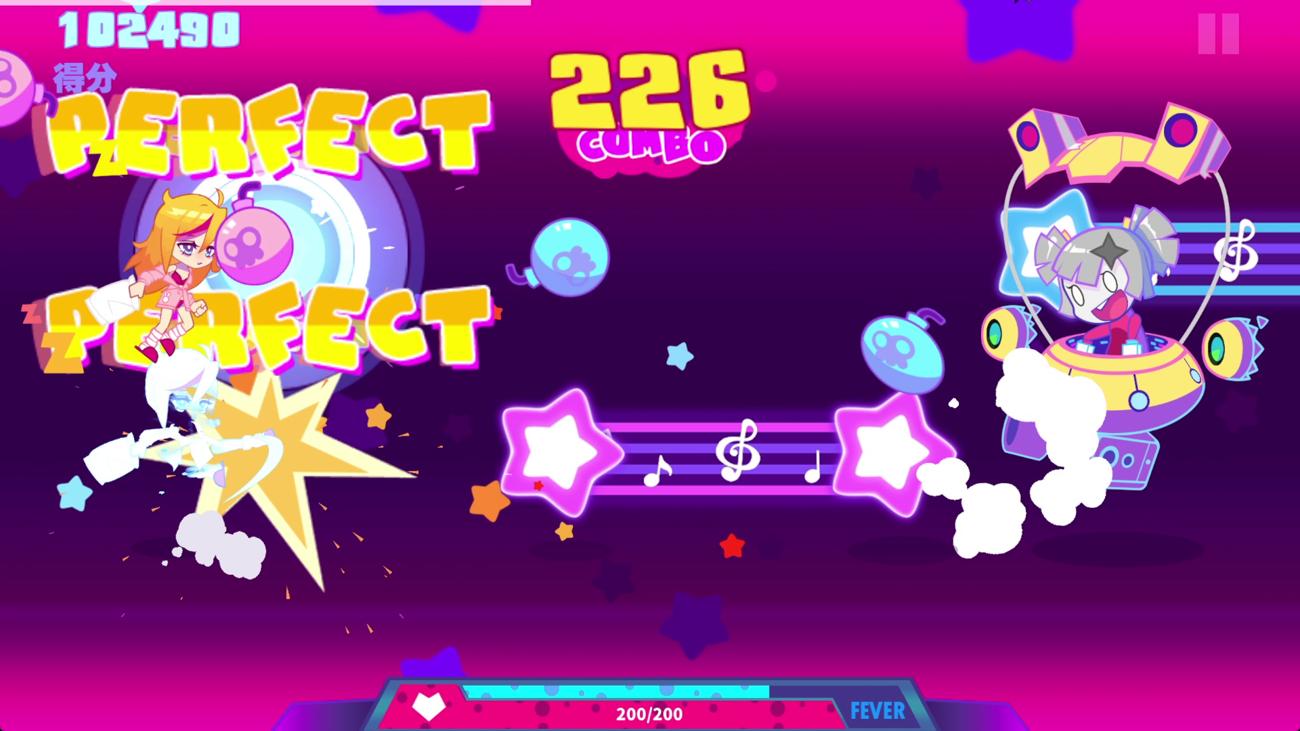 102490
得分
226
COMBO
PERFECT
Z
PERFECT
Z
Z
200/200
FEVER